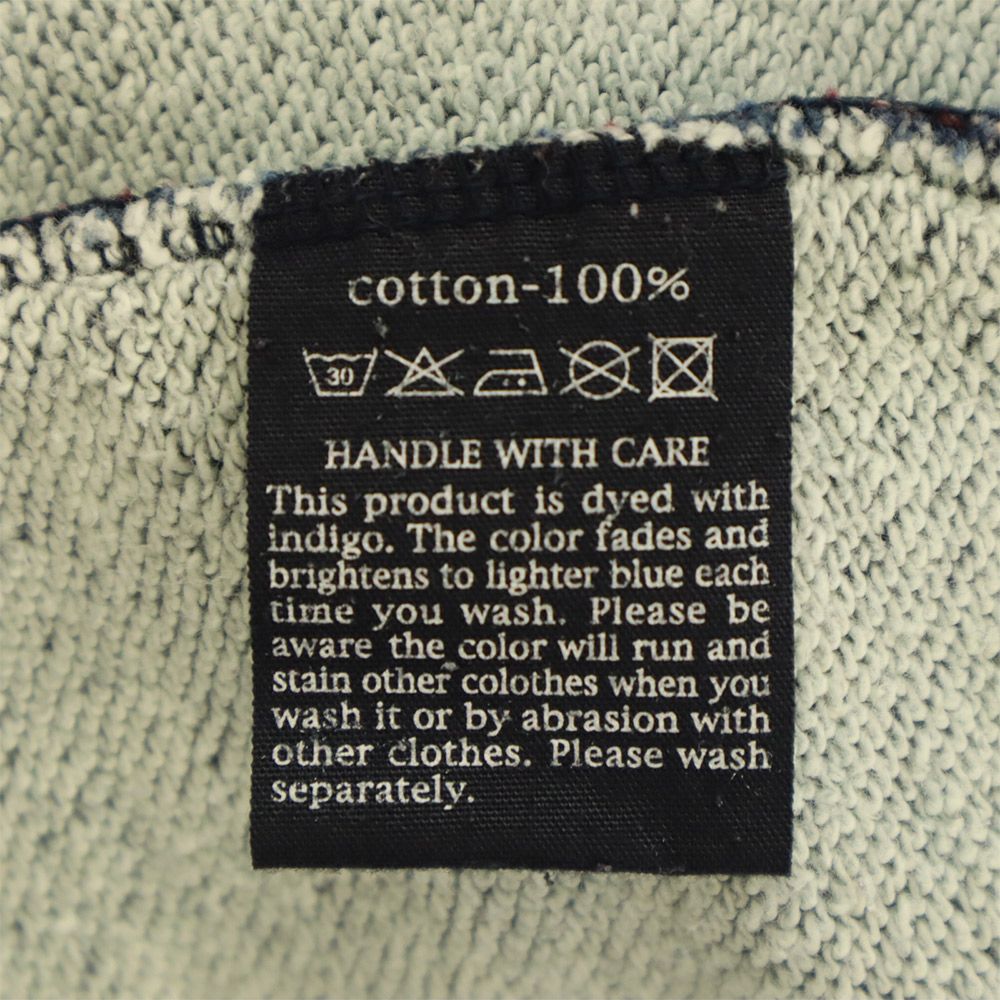 cotton-100%
30
HANDLE WITH CARE
This product is dyed with
indigo. The color fades and
brightens to lighter blue each
time you wash. Please be
aware the color will run and
stain other colothes when you
wash it or by abrasion with
other clothes. Please wash
separately.